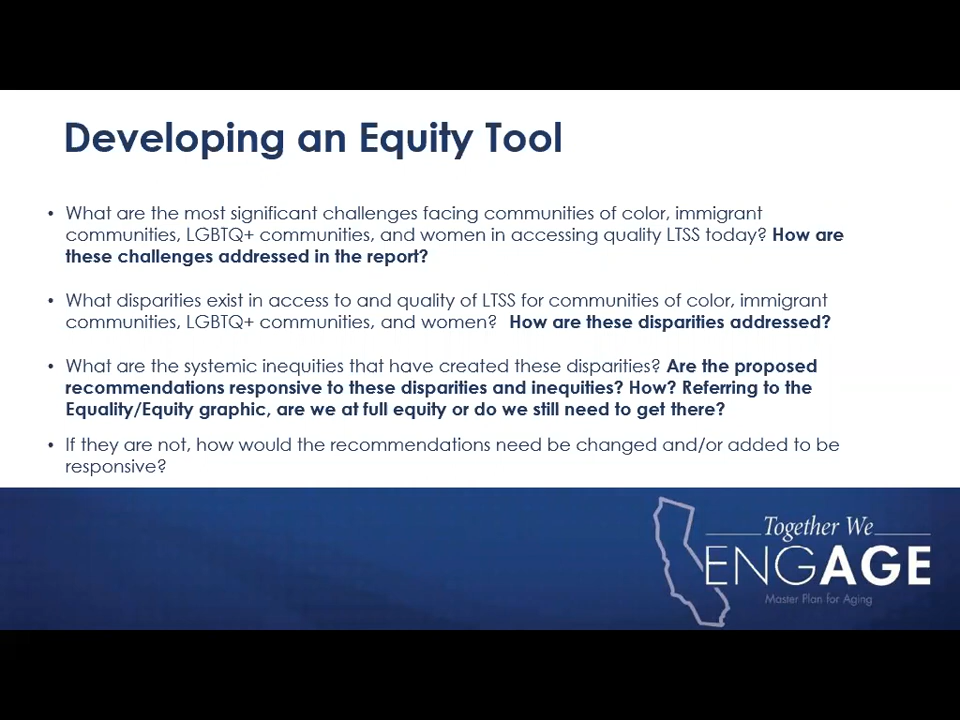 Developing an Equity Tool
• What are the most significant challenges facing communities of color, immigrant
communities, LGBTQ+ communities, and women in accessing quality LTSS today? How are
these challenges addressed in the report?
• What disparities exist in access to and quality of LTSS for communities of color, immigrant
communities, LGBTQ+ communities, and women? How are these disparities addressed?
• What are the systemic inequities that have created these disparities? Are the proposed
recommendations responsive to these disparities and inequities? How? Referring to the
Equality/Equity graphic, are we at full equity or do we still need to get there?
• If they are not, how would the recommendations need be changed and/or added to be
responsive?
Together We
ENGAGE
Master Plan for Aging